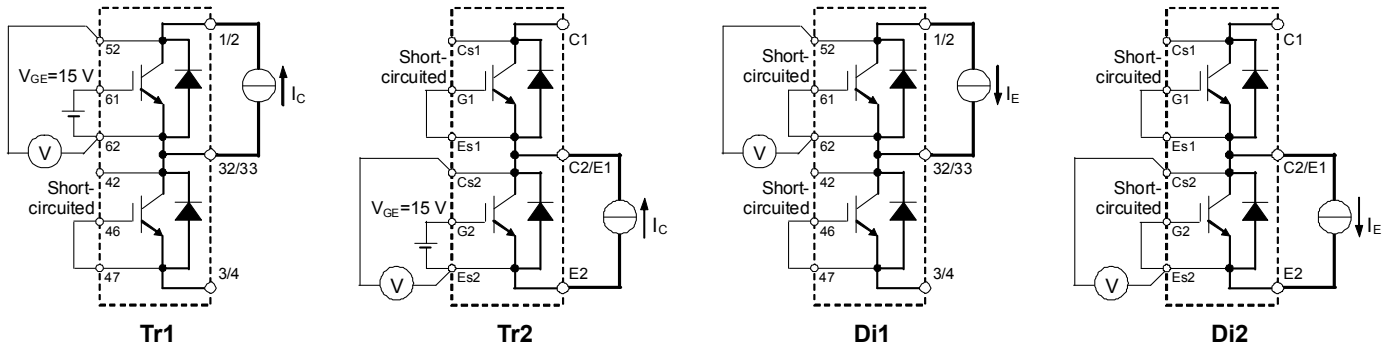 52
1/2
V_GE=15 V
61
I_C
V
62
32/33
42
Short-
circuited
46
47
3/4
Tr1
Cs1
C1
Short-
circuited
G1
Es1
C2/E1
Cs2
V_GE=15 V
G2
I_C
Es2
V
E2
Tr2
52
1/2
Short-
circuited
61
I_E
V
62
32/33
42
Short-
circuited
46
47
3/4
Di1
Cs1
C1
Short-
circuited
G1
Es1
C2/E1
Cs2
Short-
circuited
G2
I_E
Es2
V
E2
Di2